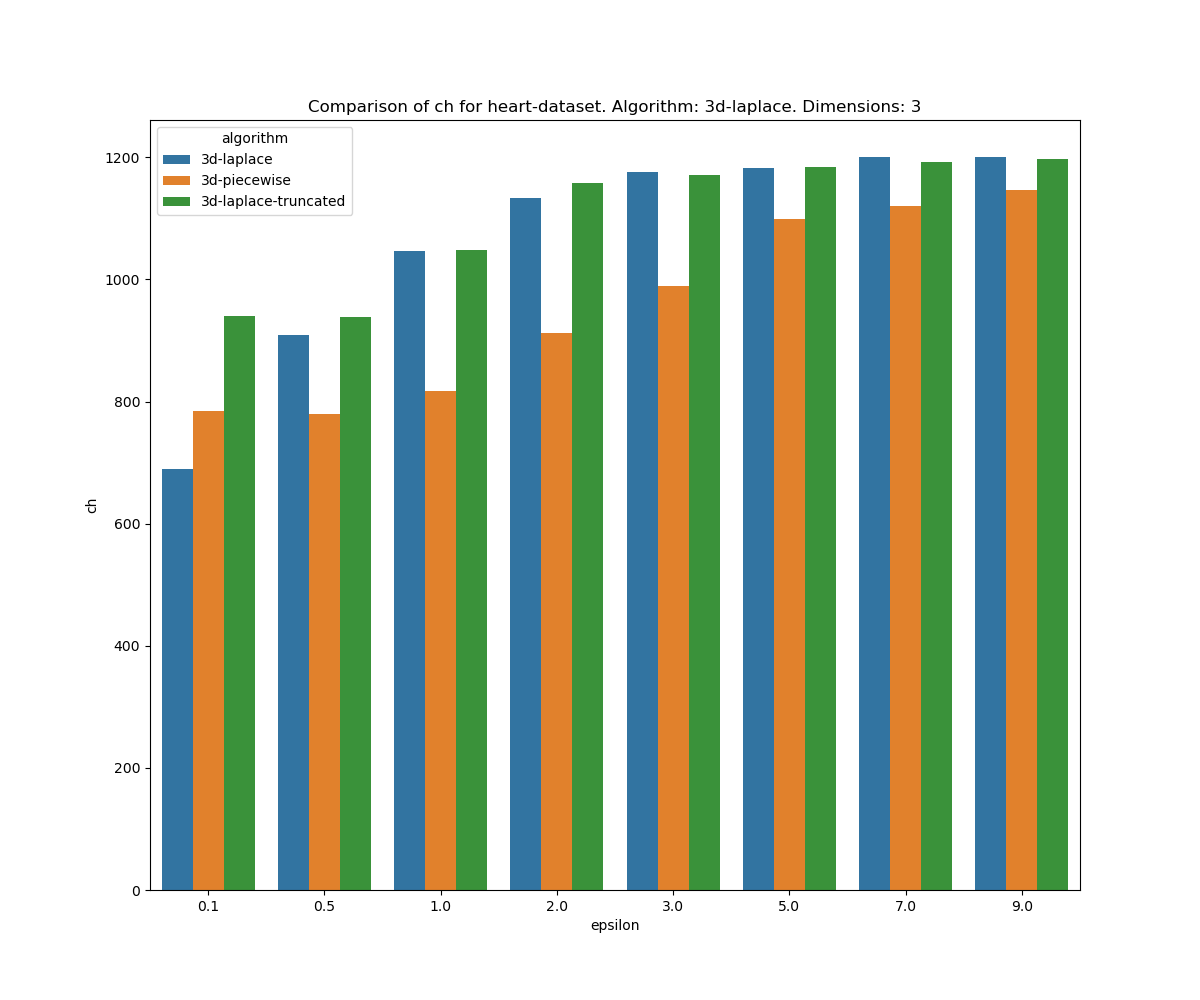 Comparison of ch for heart-dataset. Algorithm: 3d-laplace. Dimensions: 3
algorithm
3d-laplace
3d-piecewise
3d-laplace-truncated
ch
1200
1000
800
600
400
200
0
0.1 0.5 1.0 2.0 3.0 5.0 7.0 9.0
epsilon